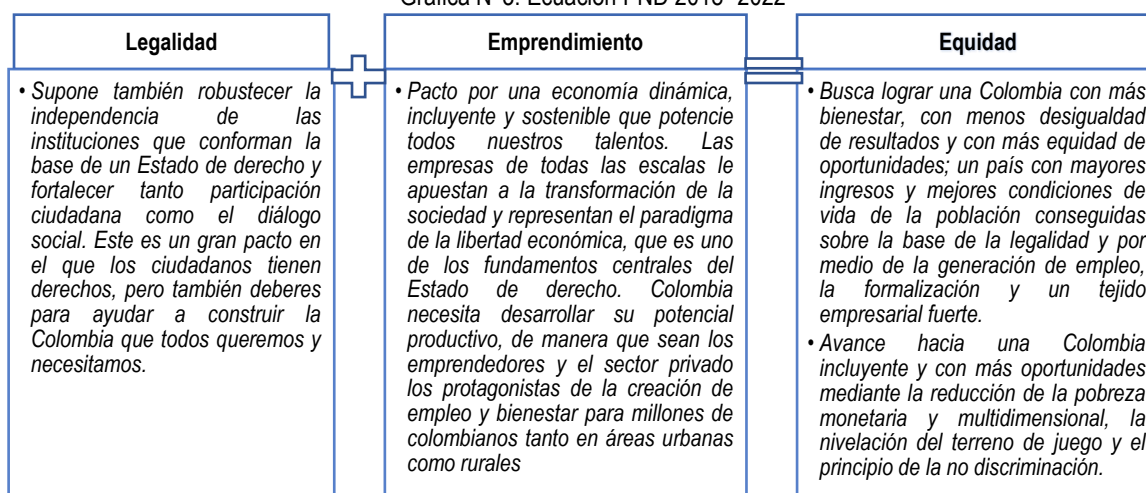 Gráfica N°3. Ecuación PND 2018- 2022
Legalidad
• Supone también robustecer la
independencia de las
instituciones que conforman la
base de un Estado de derecho y
fortalecer tanto participación
ciudadana como el diálogo
social. Este es un gran pacto en
el que los ciudadanos tienen
derechos, pero también deberes
para ayudar a construir la
Colombia que todos queremos y
necesitamos.
Emprendimiento
• Pacto por una economía dinámica,
incluyente y sostenible que potencie
todos nuestros talentos. Las
empresas de todas las escalas le
apuestan a la transformación de la
sociedad y representan el paradigma
de la libertad económica, que es uno
de los fundamentos centrales del
Estado de derecho. Colombia
necesita desarrollar su potencial
productivo, de manera que sean los
emprendedores y el sector privado
los protagonistas de la creación de
empleo y bienestar para millones de
colombianos tanto en áreas urbanas
como rurales
Equidad
• Busca lograr una Colombia con más
bienestar, con menos desigualdad
de resultados y con más equidad de
oportunidades; un país con mayores
ingresos y mejores condiciones de
vida de la población conseguidas
sobre la base de la legalidad y por
medio de la generación de empleo,
la formalización y un tejido
empresarial fuerte.
• Avance hacia una Colombia
incluyente y con más oportunidades
mediante la reducción de la pobreza
monetaria y multidimensional, la
nivelación del terreno de juego y el
principio de la no discriminación.